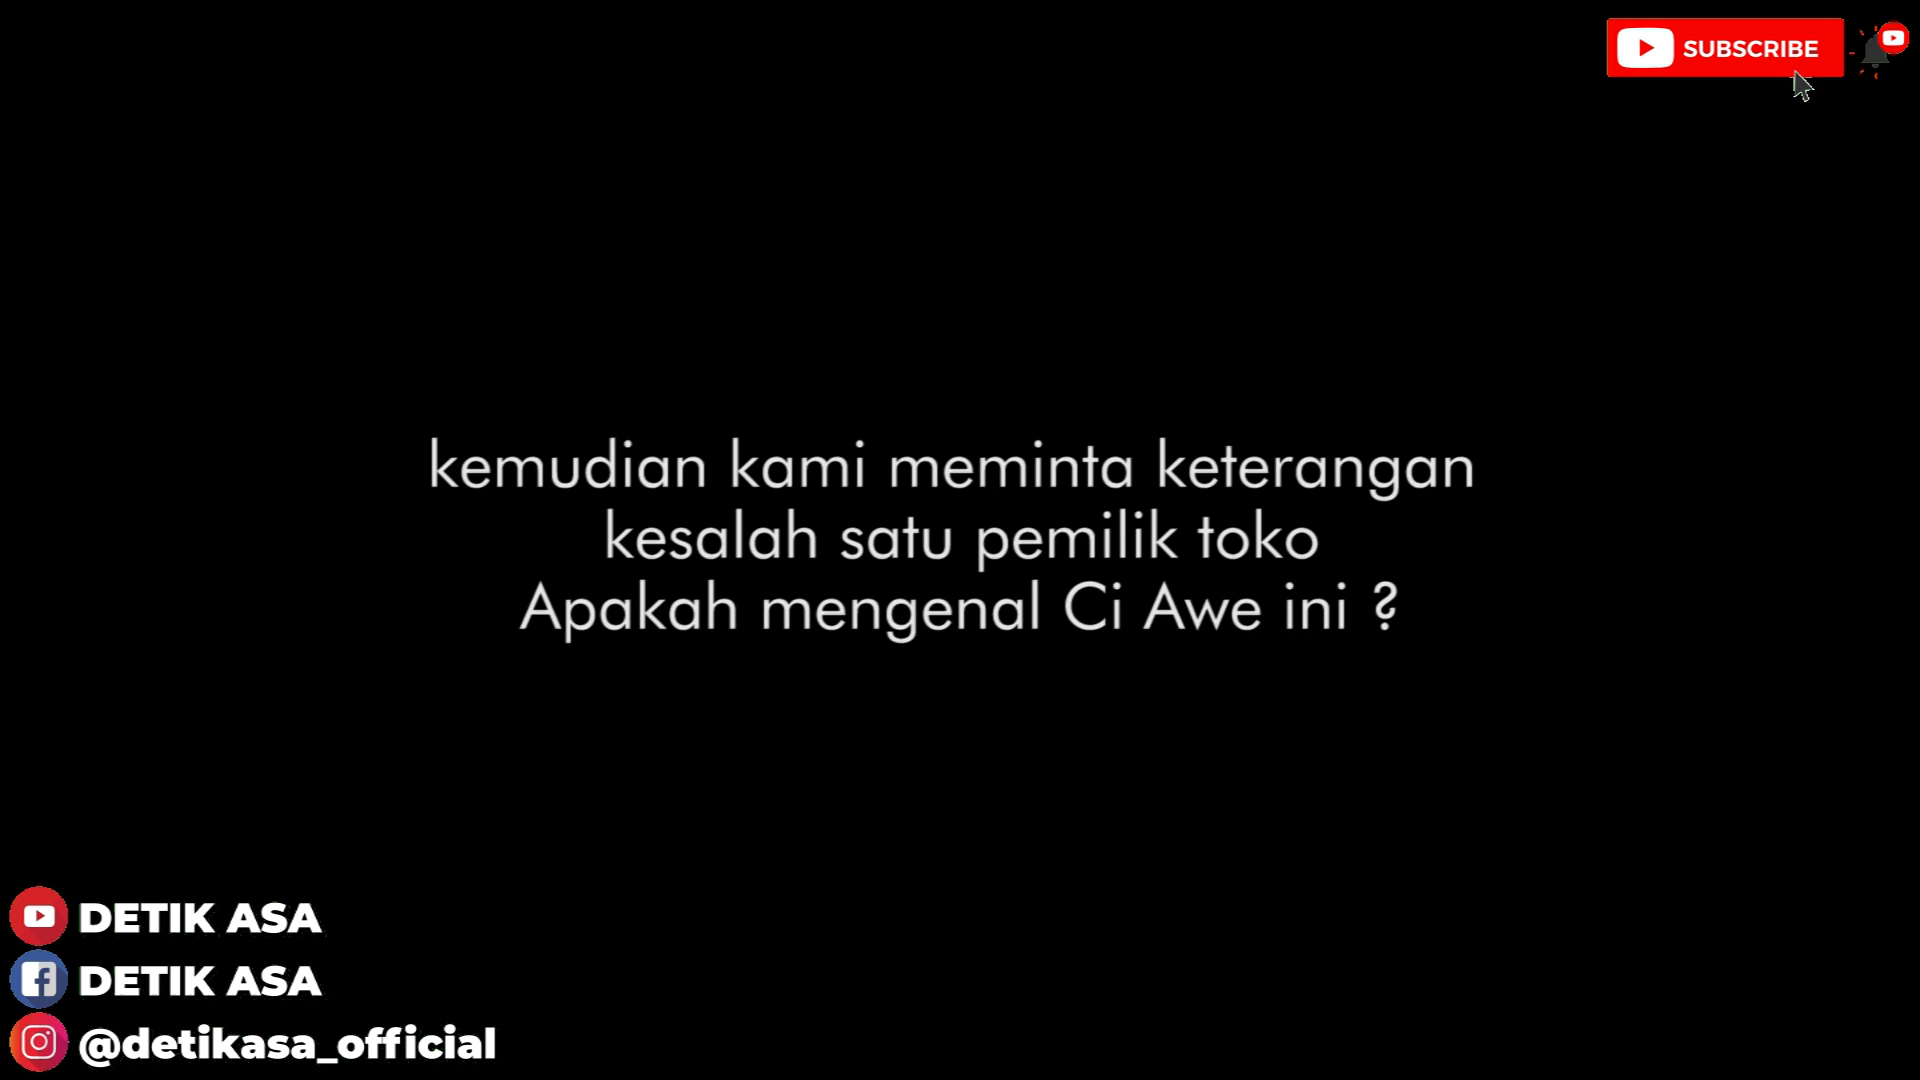 SUBSCRIBE
kemudian kami meminta keterangan
kesalah satu pemilik toko
Apakah mengenal Ci Awe ini ?
DETIK ASA
DETIK ASA
@detikasa_official